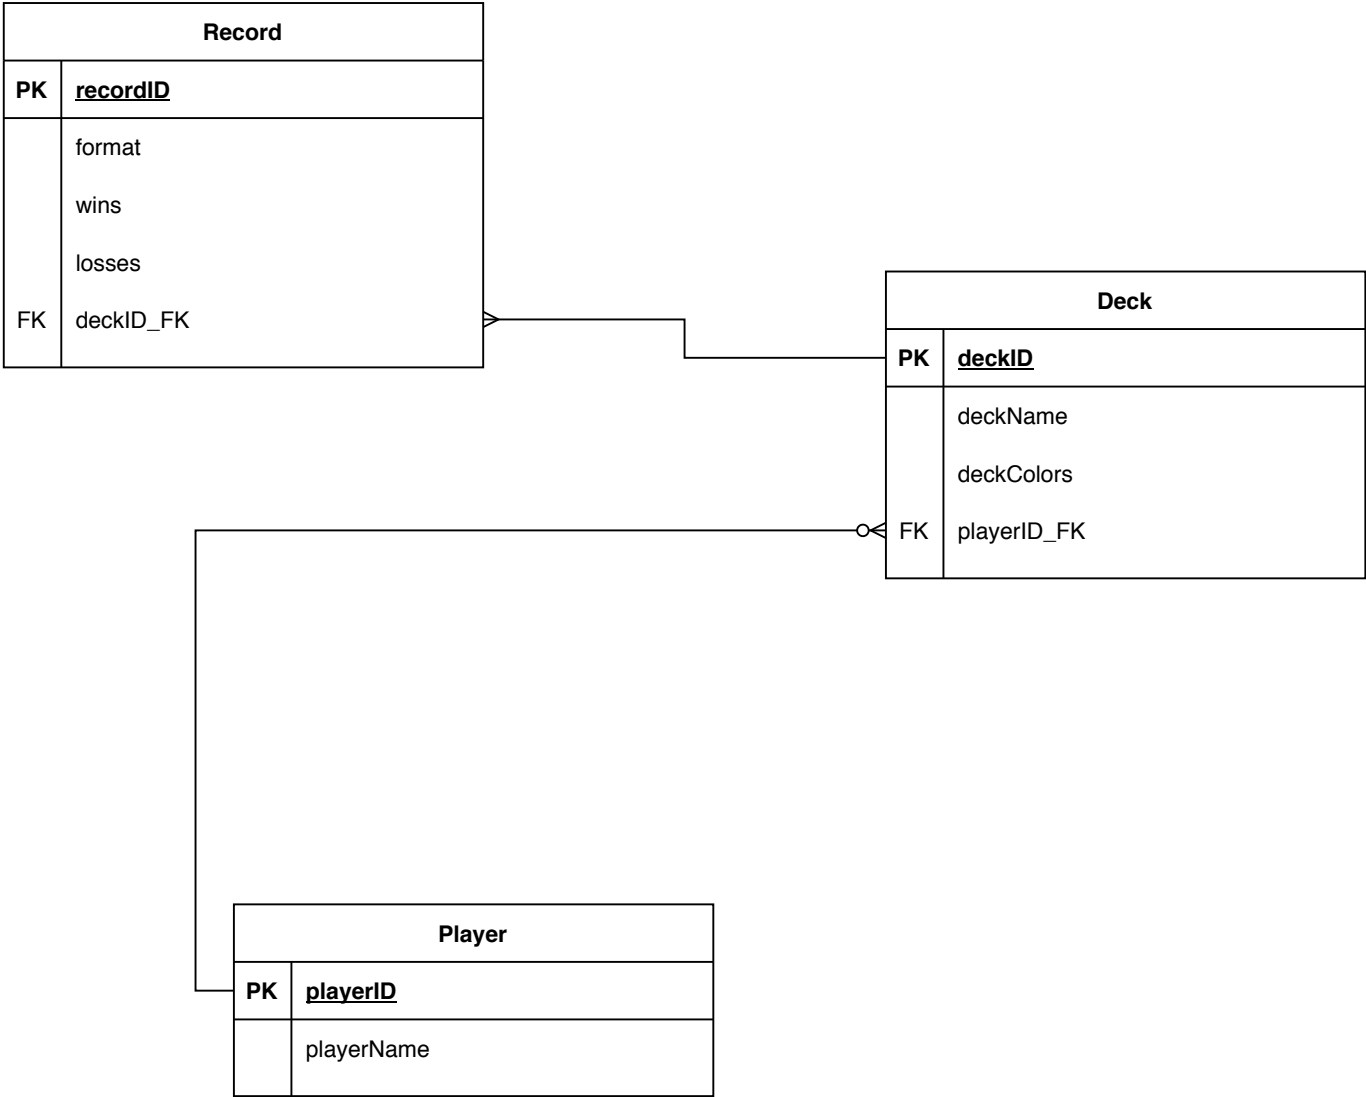 Record
PK recordID
format
wins
losses
FK deckID_FK
Deck
PK deckID
deckName
deckColors
FK playerID_FK
Player
PK playerID
playerName